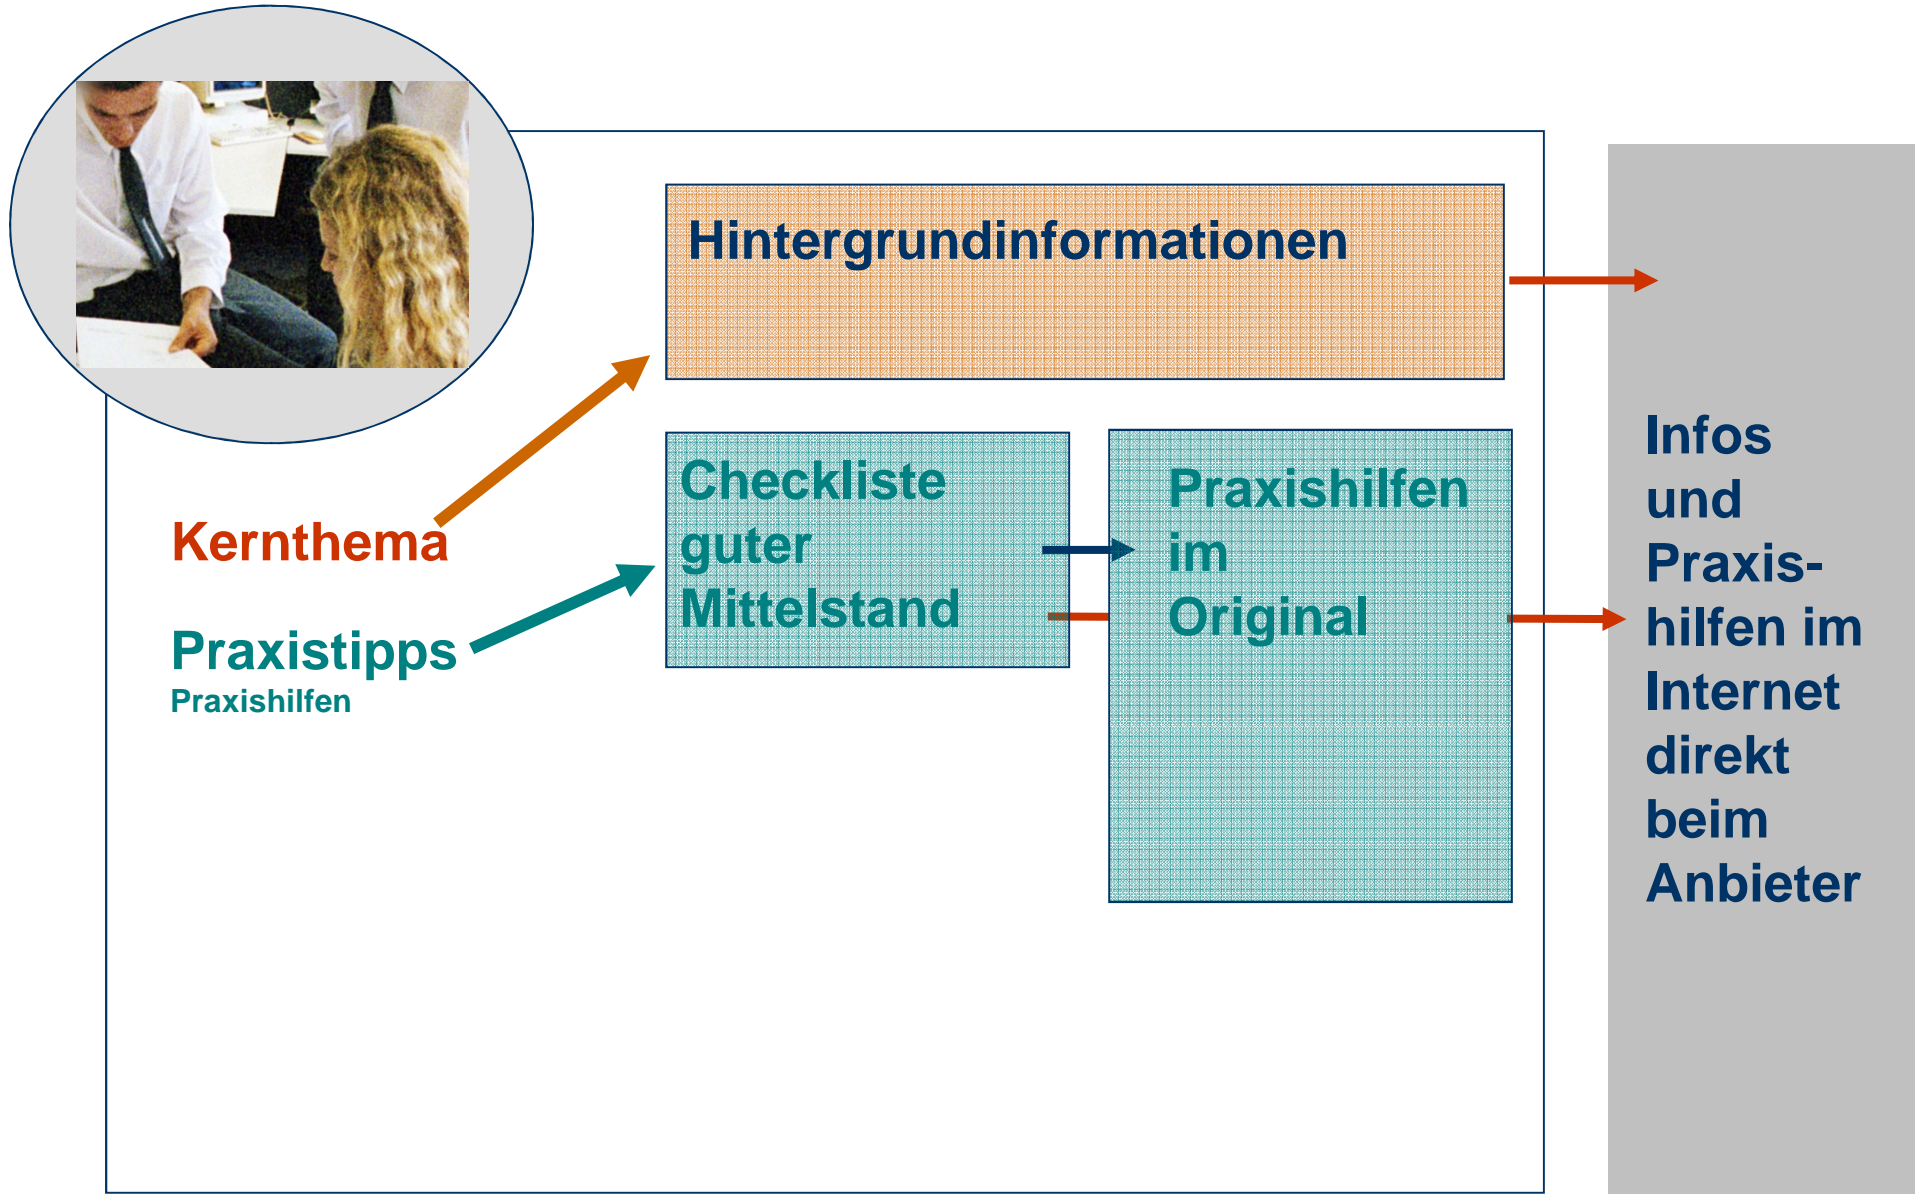 Hintergrundinformationen
Kernthema
Praxistipps
Praxishilfen
Checkliste
guter
Mittelstand
Praxishilfen
im
Original
Infos
und
Praxis-
hilfen im
Internet
direkt
beim
Anbieter